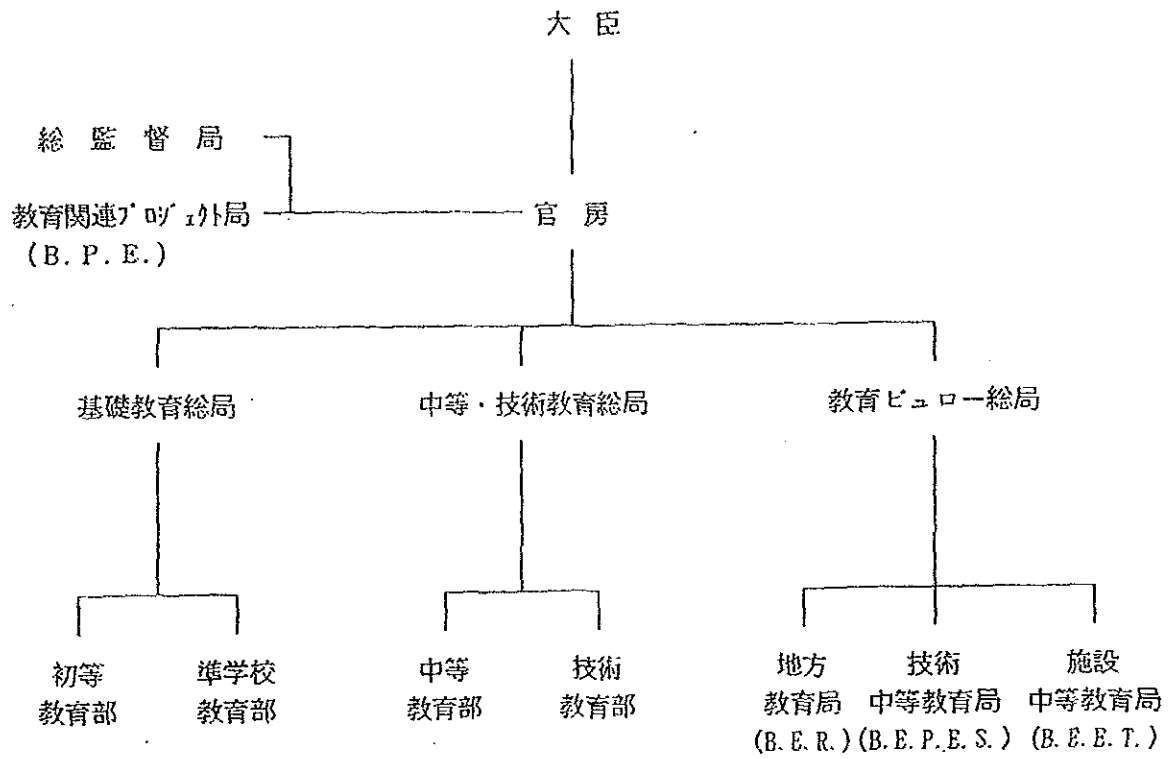 大臣
総監督局
教育関連プロジェクト局
(B.P.E.)
官房
基礎教育総局
中等・技術教育総局
教育ビューロー総局
初等
教育部
準学校
教育部
中等
教育部
技術
教育部
地方
教育局
(B.E.R.)
技術
中等教育局
(B.E.P.E.S.)
施設
中等教育局
(B.E.E.T.)